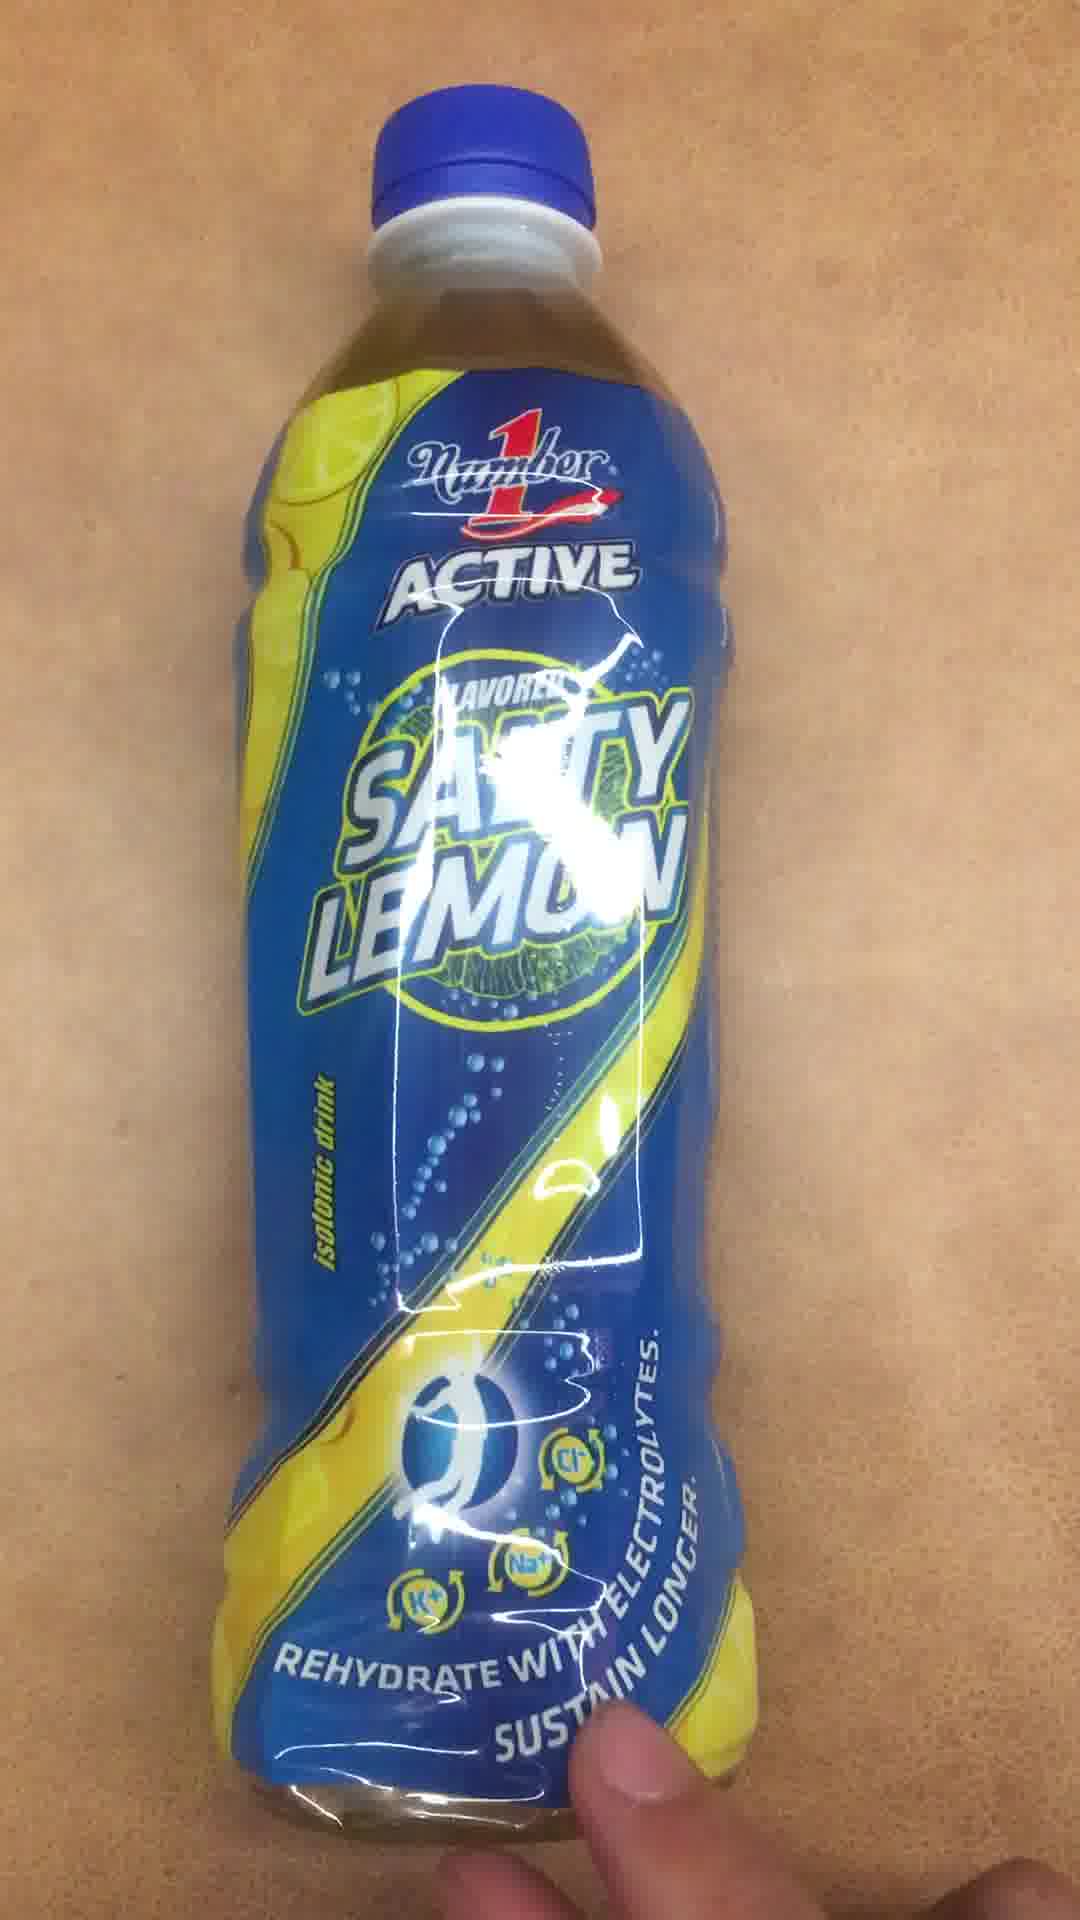 Number 1
ACTIVE
FLAVORED
SALTY
LEMON
isotonic drink
Cl-
Na+
K+
REHYDRATE WITH ELECTROLYTES.
SUSTAIN LONGER.